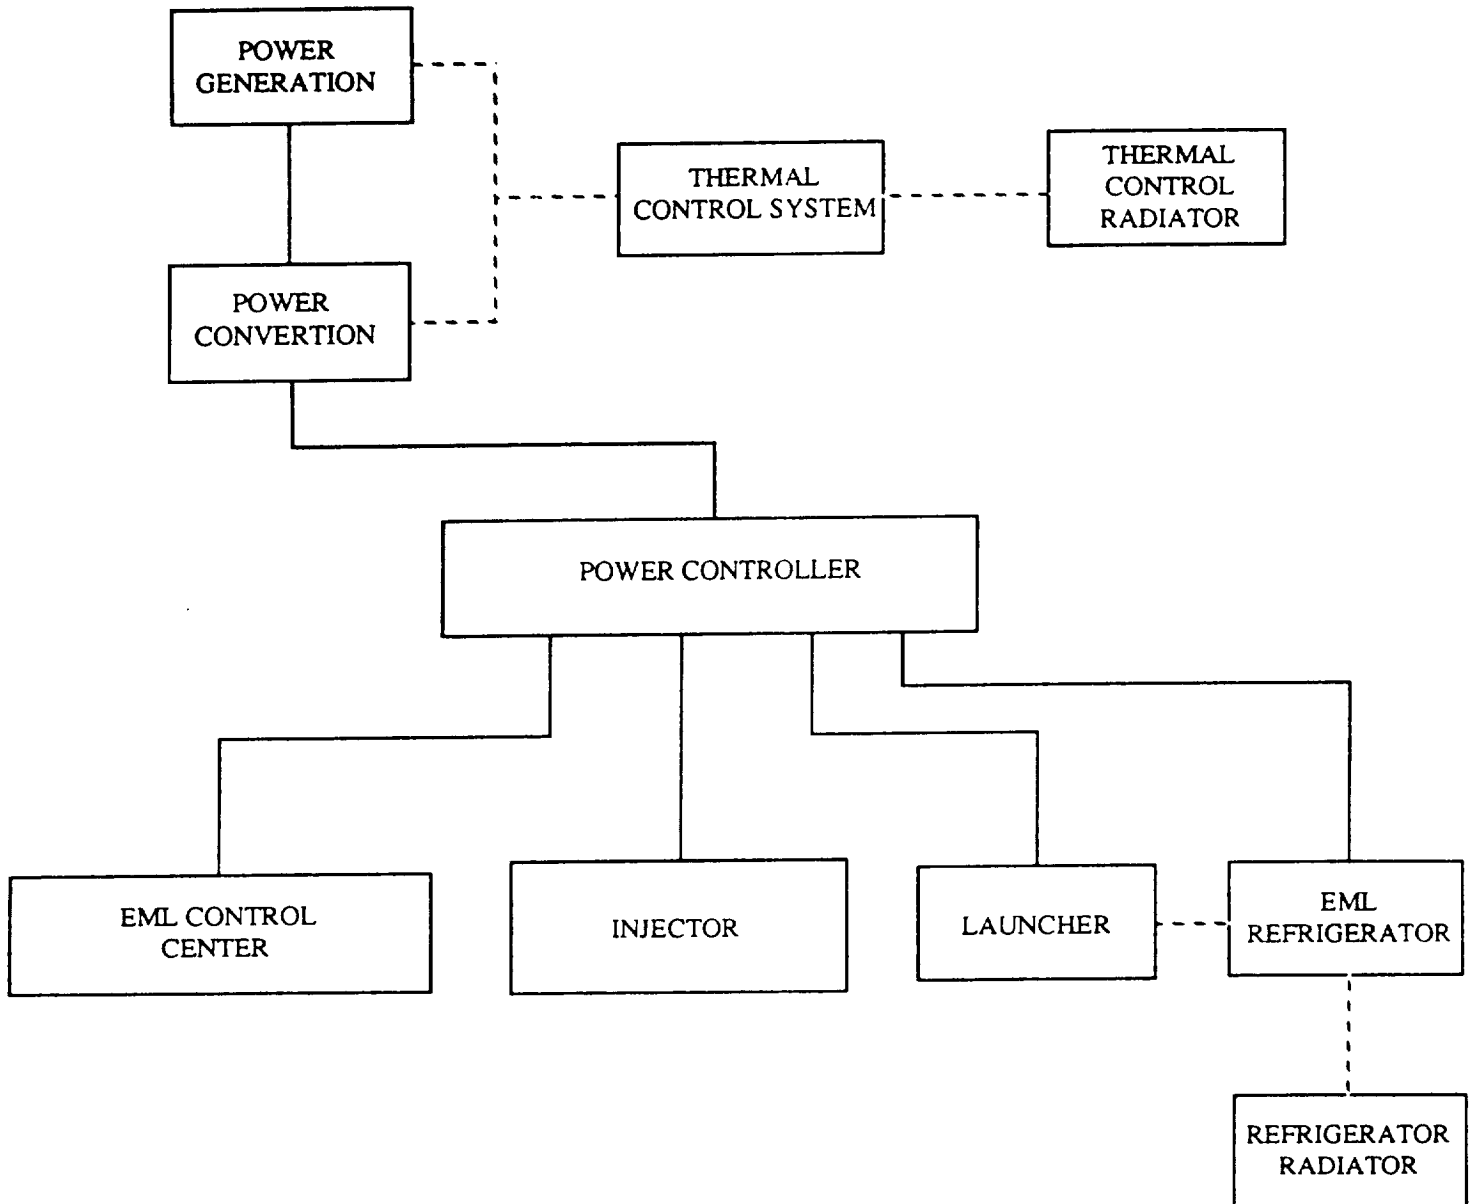 POWER
GENERATION
THERMAL
CONTROL SYSTEM
THERMAL
CONTROL
RADIATOR
POWER
CONVERTION
POWER CONTROLLER
EML CONTROL
CENTER
INJECTOR
LAUNCHER
EML
REFRIGERATOR
REFRIGERATOR
RADIATOR